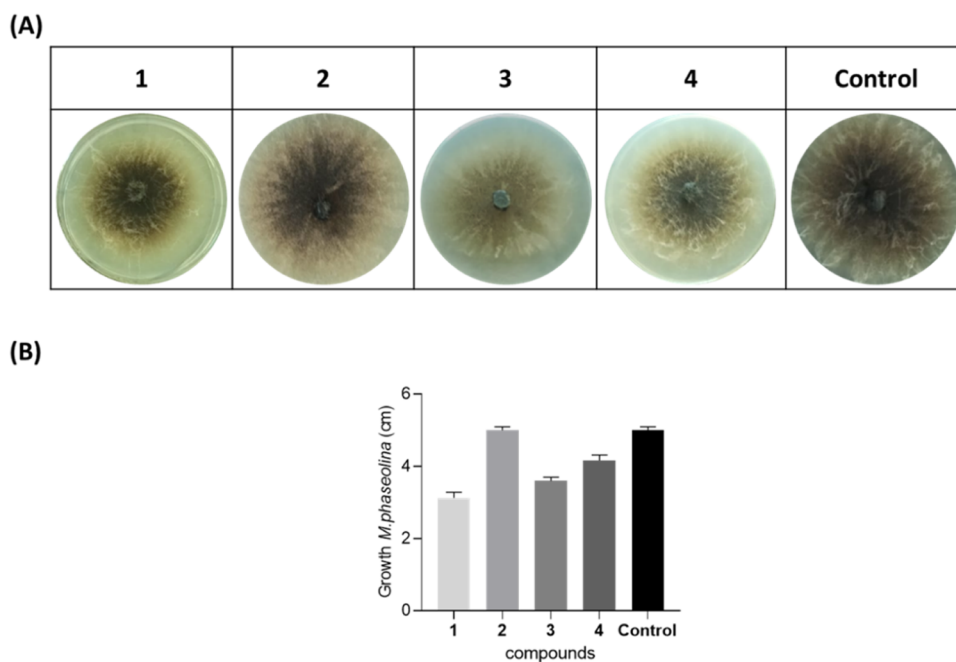 (A)
1 2 3 4 Control
(B)
6
4
2
0
Growth M.phaseolina (cm)
1 2 3 4 Control
compounds